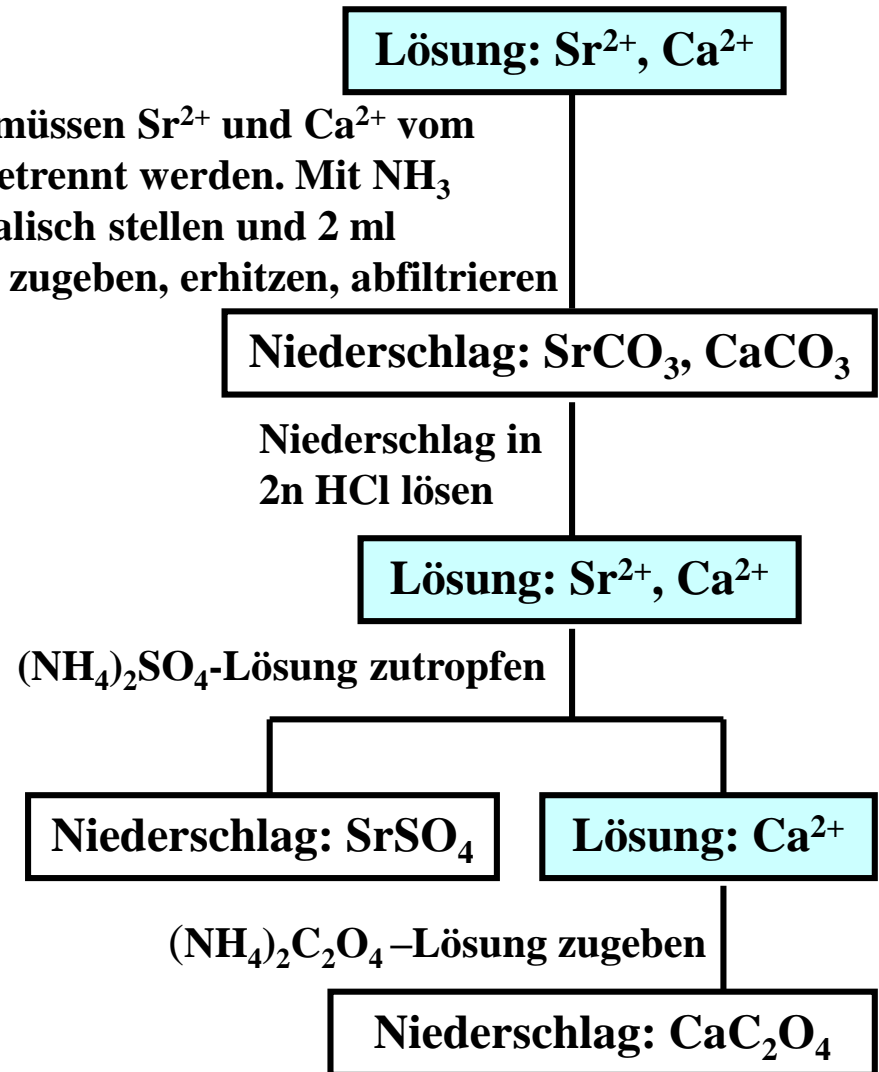 Lösung: Sr²⁺, Ca²⁺
müssen Sr²⁺ und Ca²⁺ vom
etrennt werden. Mit NH₃
alisch stellen und 2 ml
zugeben, erhitzen, abfiltrieren
Niederschlag: SrCO₃, CaCO₃
Niederschlag in
2n HCl lösen
Lösung: Sr²⁺, Ca²⁺
(NH₄)₂SO₄-Lösung zutropfen
Niederschlag: SrSO₄
Lösung: Ca²⁺
(NH₄)₂C₂O₄ –Lösung zugeben
Niederschlag: CaC₂O₄